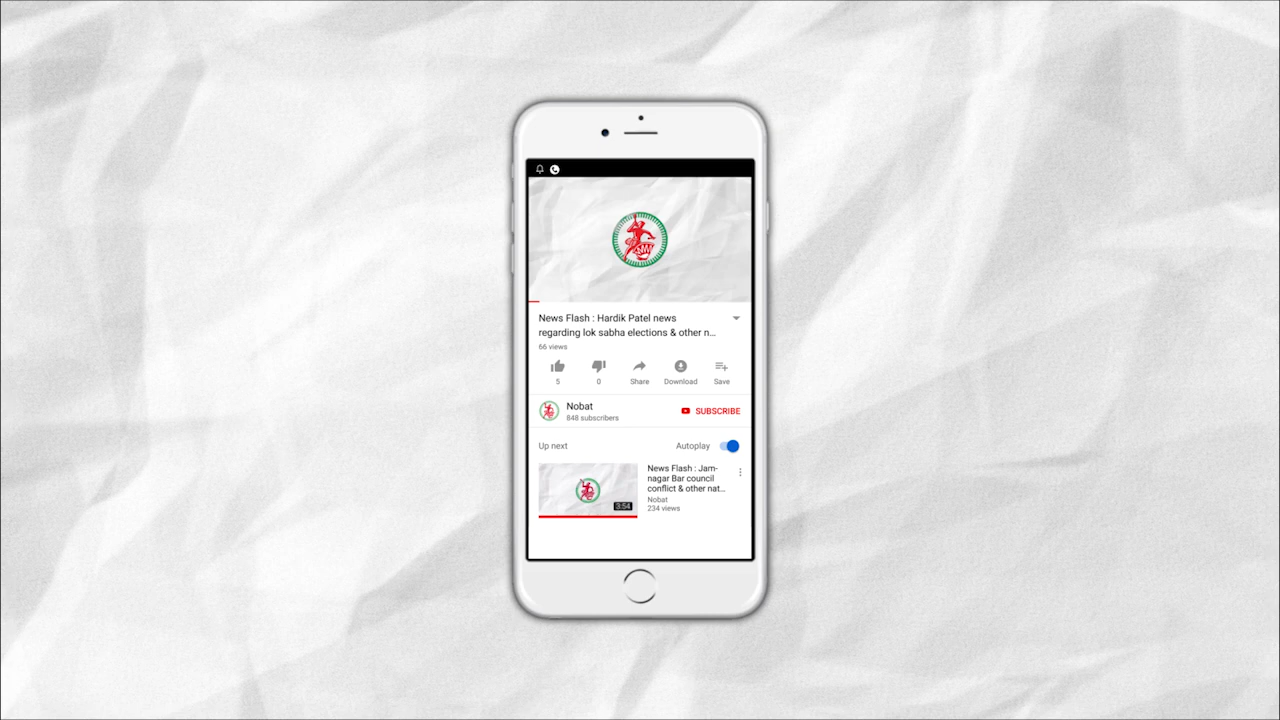 News Flash : Hardik Patel news
regarding lok sabha elections & other n...
66 views
5
0
Share
Download
Save
Nobat
848 subscribers
SUBSCRIBE
Up next
Autoplay
3:54
News Flash : Jam-
nagar Bar council
conflict & other nat...
Nobat
234 views